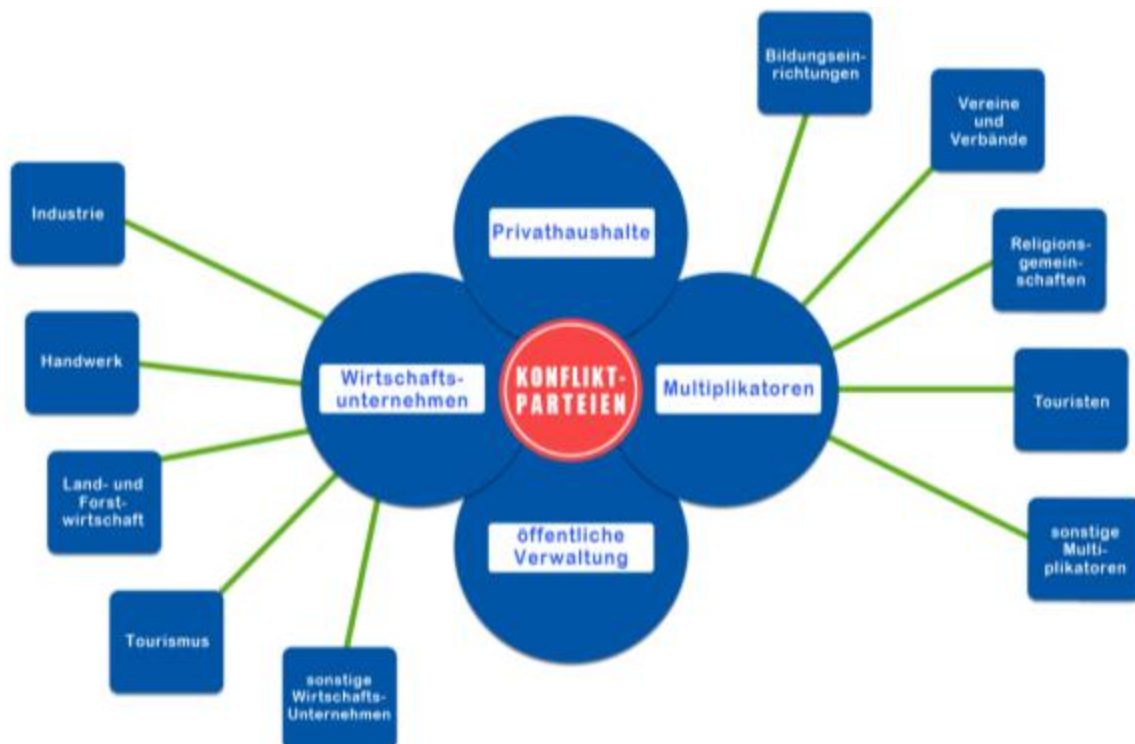 Bildungsein-
richtungen
Vereine
und
Verbände
Industrie
Privathaushalte
Religions-
gemein-
schaften
Handwerk
Wirtschafts-
unternehmen
KONFLIKT-
PARTEIEN
Multiplikatoren
Touristen
Land- und
Forst-
wirtschaft
öffentliche
Verwaltung
sonstige
Multi-
plikatoren
Tourismus
sonstige
Wirtschafts-
Unternehmen